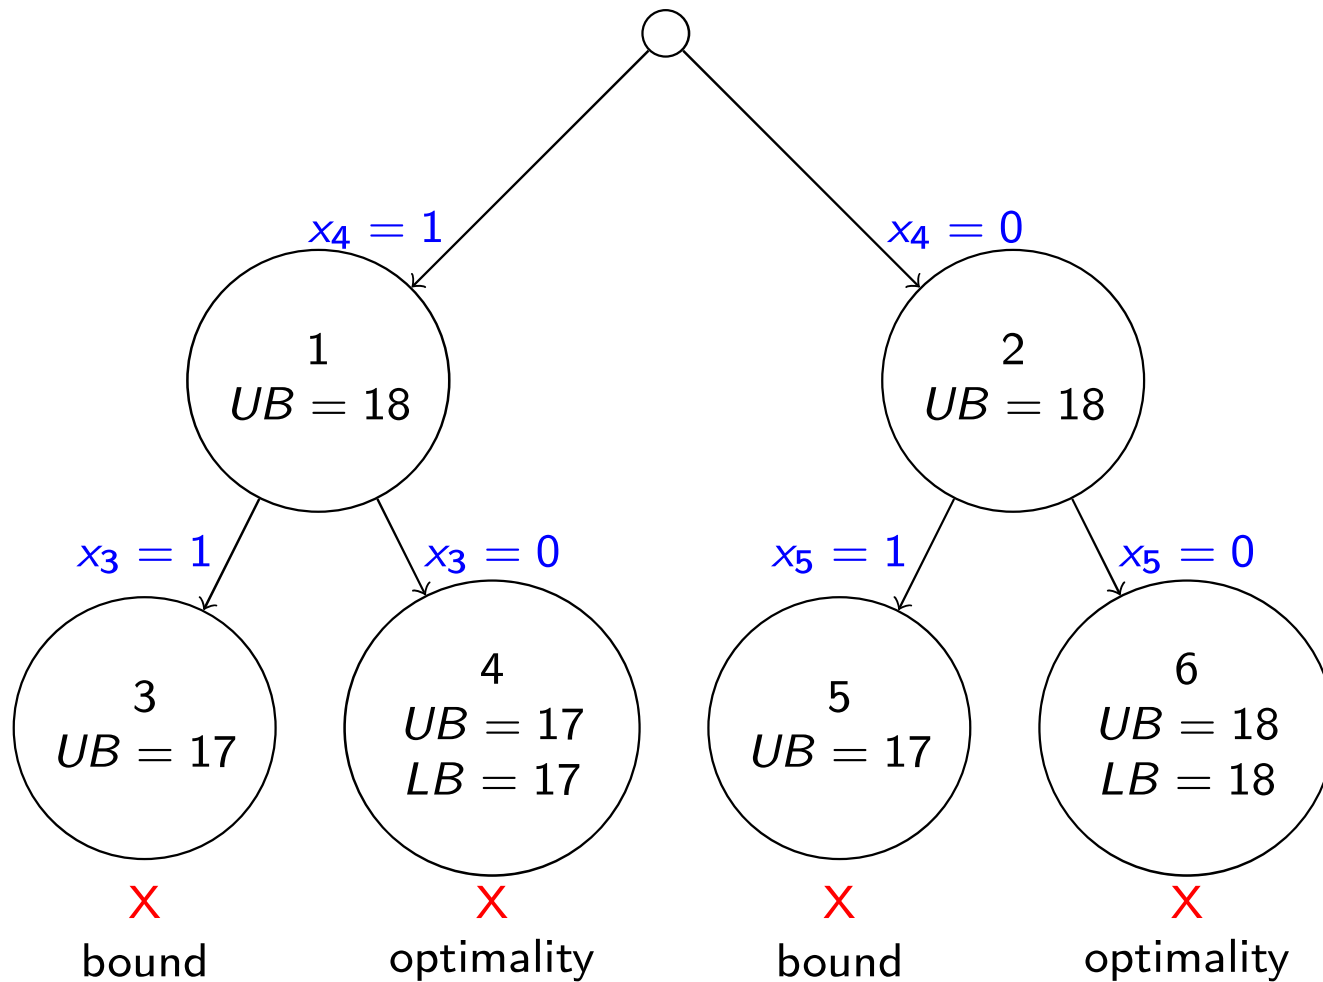 x₄ = 1
x₄ = 0
1
UB = 18
2
UB = 18
x₃ = 1
x₃ = 0
x₅ = 1
x₅ = 0
3
UB = 17
4
UB = 17
LB = 17
5
UB = 17
6
UB = 18
LB = 18
X
X
X
X
bound
optimality
bound
optimality